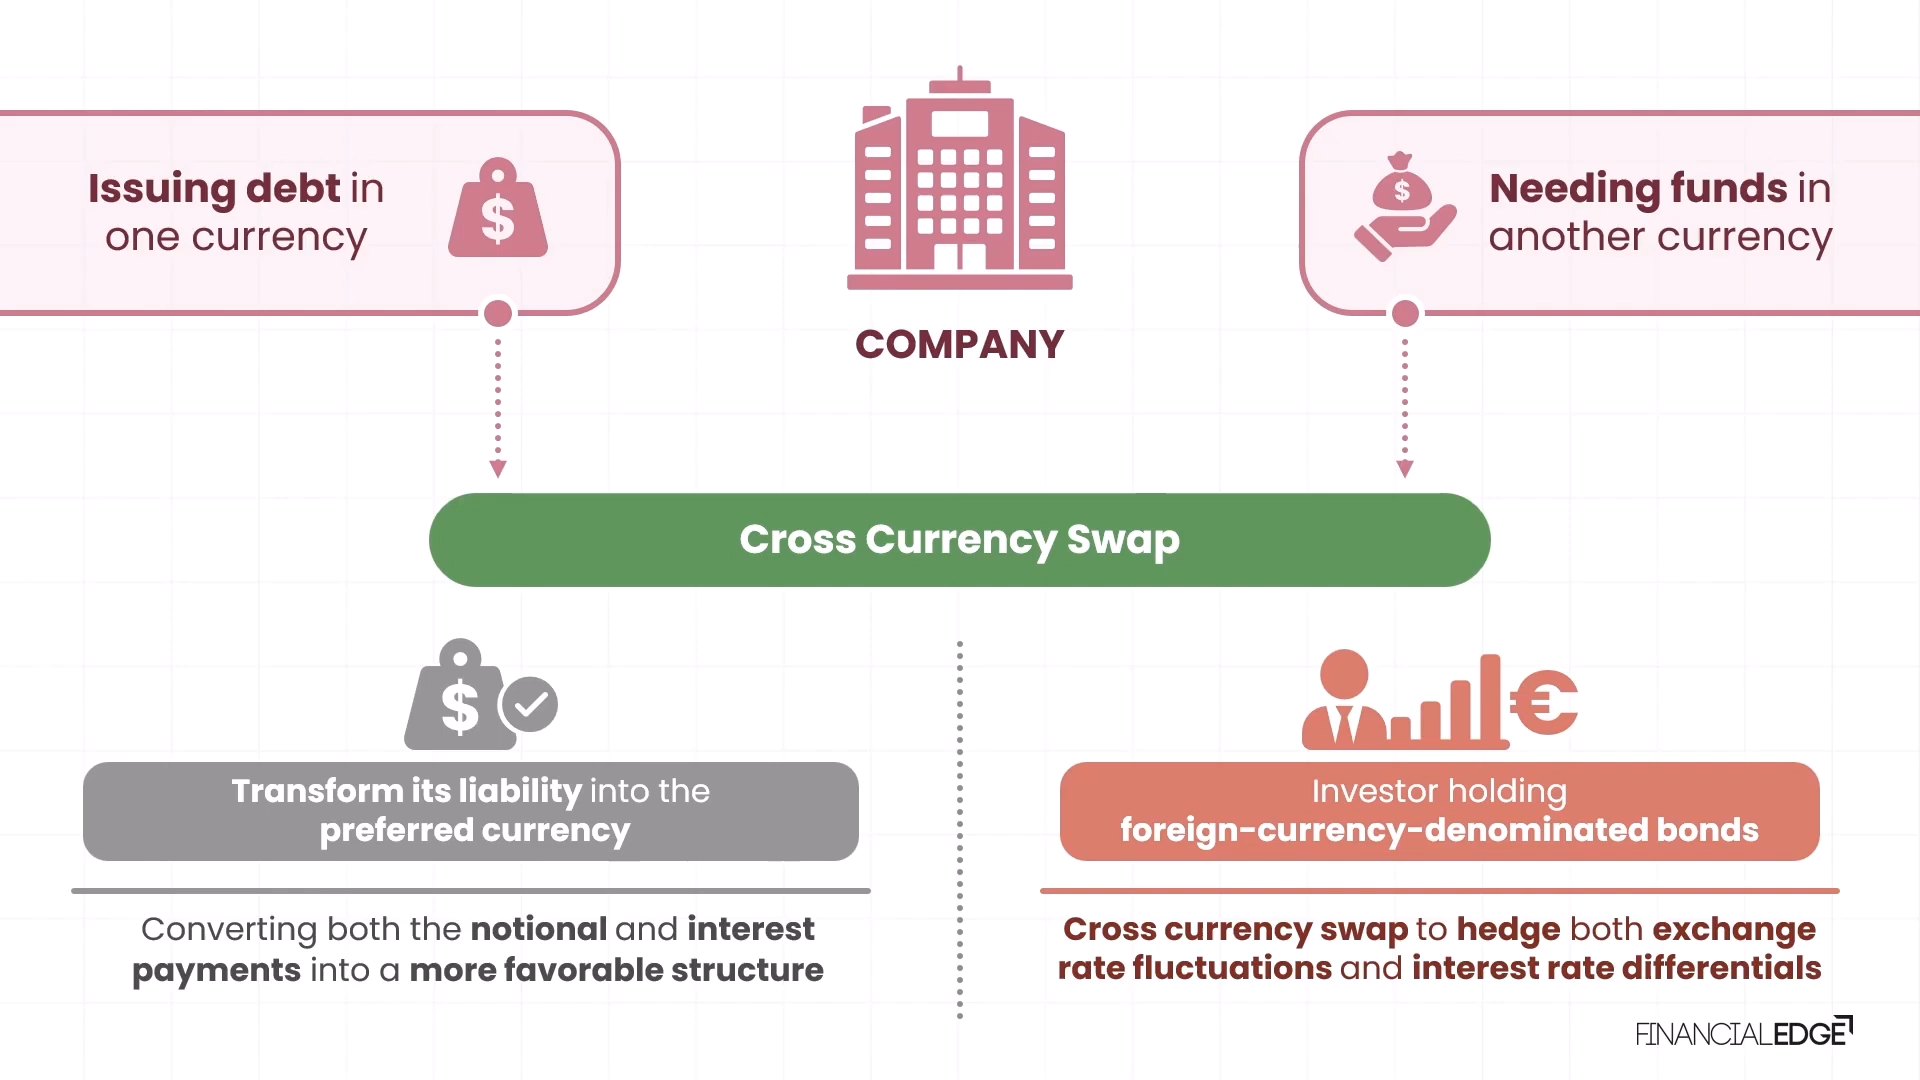 Issuing debt in
one currency
$
COMPANY
$
Needing funds in
another currency
Cross Currency Swap
$
Transform its liability into the
preferred currency
Converting both the notional and interest
payments into a more favorable structure
€
Investor holding
foreign-currency-denominated bonds
Cross currency swap to hedge both exchange
rate fluctuations and interest rate differentials
FINANCIALEDGE